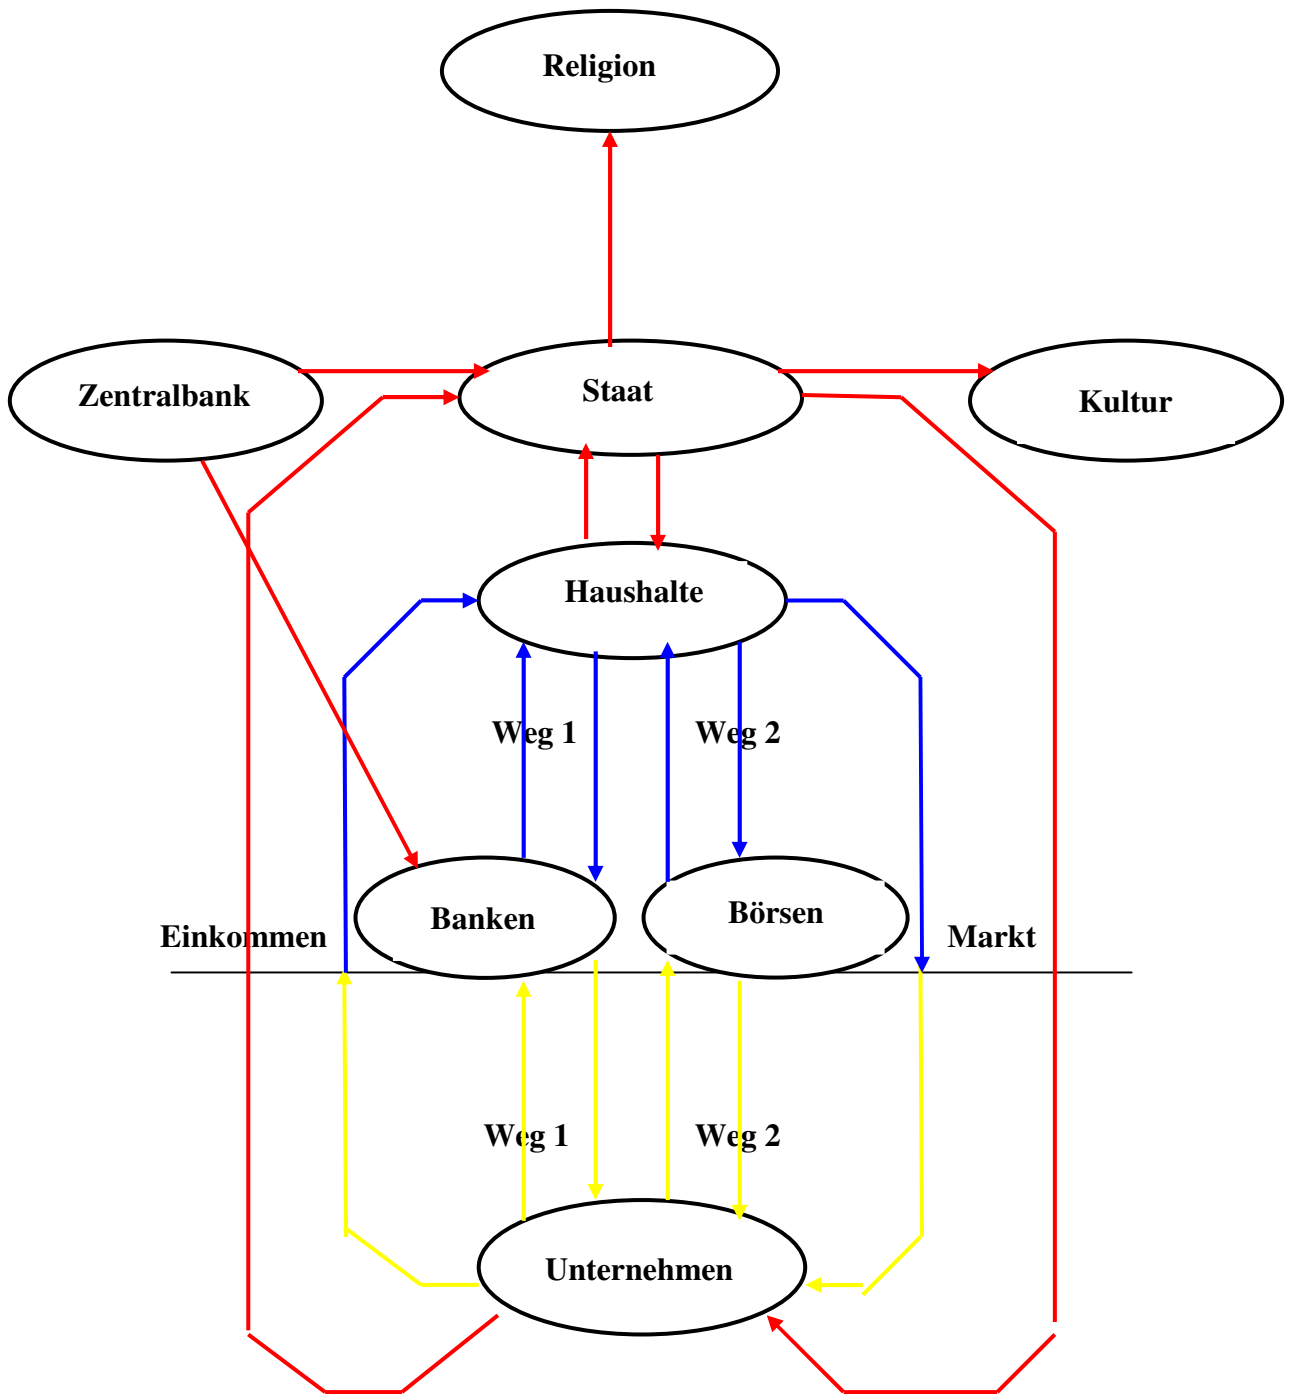 Religion
Zentralbank
Staat
Kultur
Haushalte
Weg 1
Weg 2
Banken
Börsen
Einkommen
Markt
Weg 1
Weg 2
Unternehmen